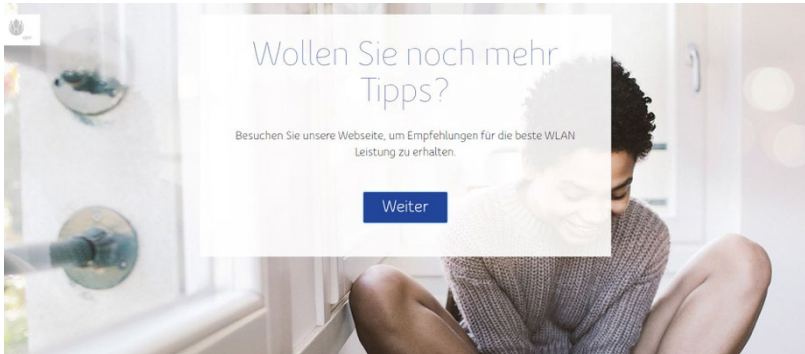 Wollen Sie noch mehr
Tipps?
Besuchen Sie unsere Webseite, um Empfehlungen für die beste WLAN
Leistung zu erhalten.
Weiter